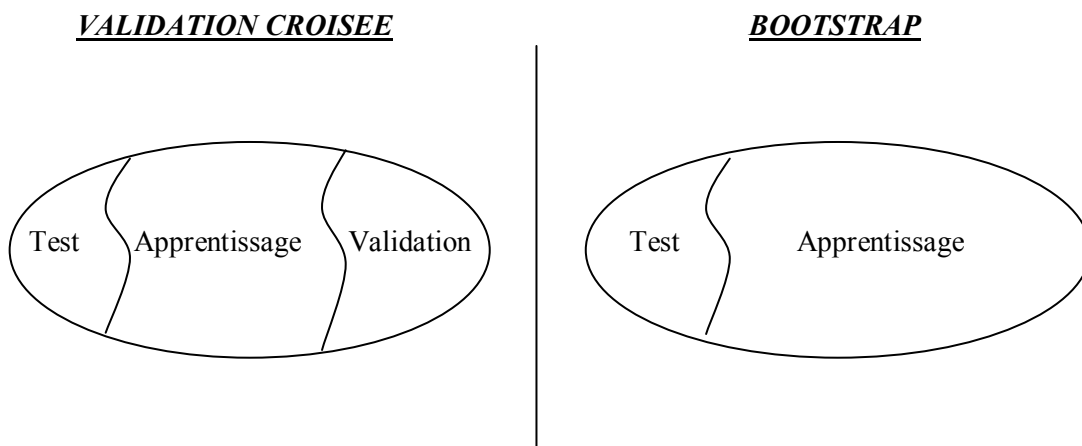 VALIDATION CROISEE
BOOTSTRAP
Test Apprentissage Validation
Test Apprentissage